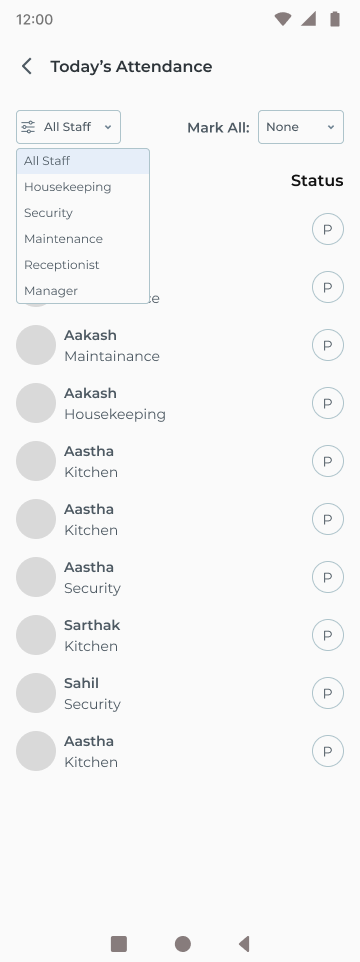 12:00
Today's Attendance
All Staff
Mark All:
None
All Staff
Housekeeping
Security
Maintenance
Receptionist
Manager
Status
P
P
Aakash
Maintainance
P
Aakash
Housekeeping
P
Aastha
Kitchen
P
Aastha
Kitchen
P
Aastha
Security
P
Sarthak
Kitchen
P
Sahil
Security
P
Aastha
Kitchen
P